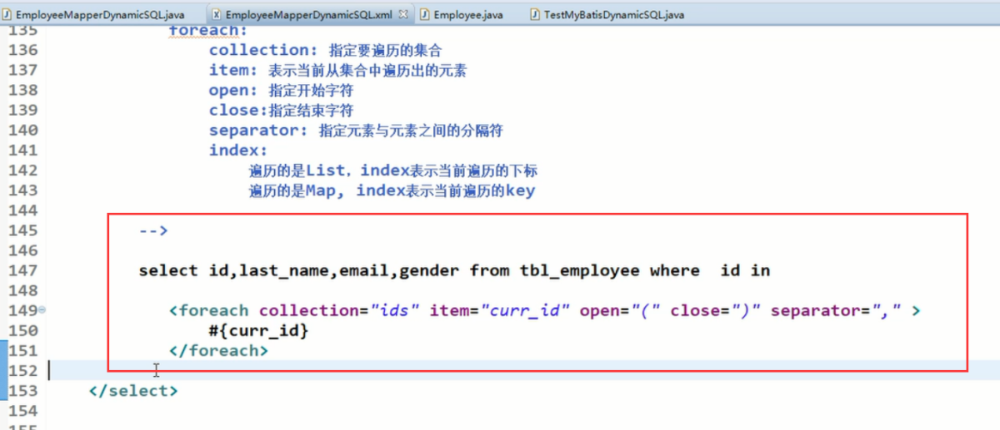 EmployeeMapperDynamicSQL.java EmployeeMapperDynamicSQL.xml Employee.java TestMyBatisDynamicSQL.java
135 foreach:
136 collection: 指定要遍历的集合
137 item: 表示当前从集合中遍历出的元素
138 open: 指定开始字符
139 close:指定结束字符
140 separator: 指定元素与元素之间的分隔符
141 index:
142 遍历的是List，index表示当前遍历的下标
143 遍历的是Map, index表示当前遍历的key
144
145 -->
146
147 select id,last_name,email,gender from tbl_employee where  id in
148
149 <foreach collection="ids" item="curr_id" open="(" close=")" separator="," >
150 #{curr_id}
151 </foreach>
152
153 </select>
154
155